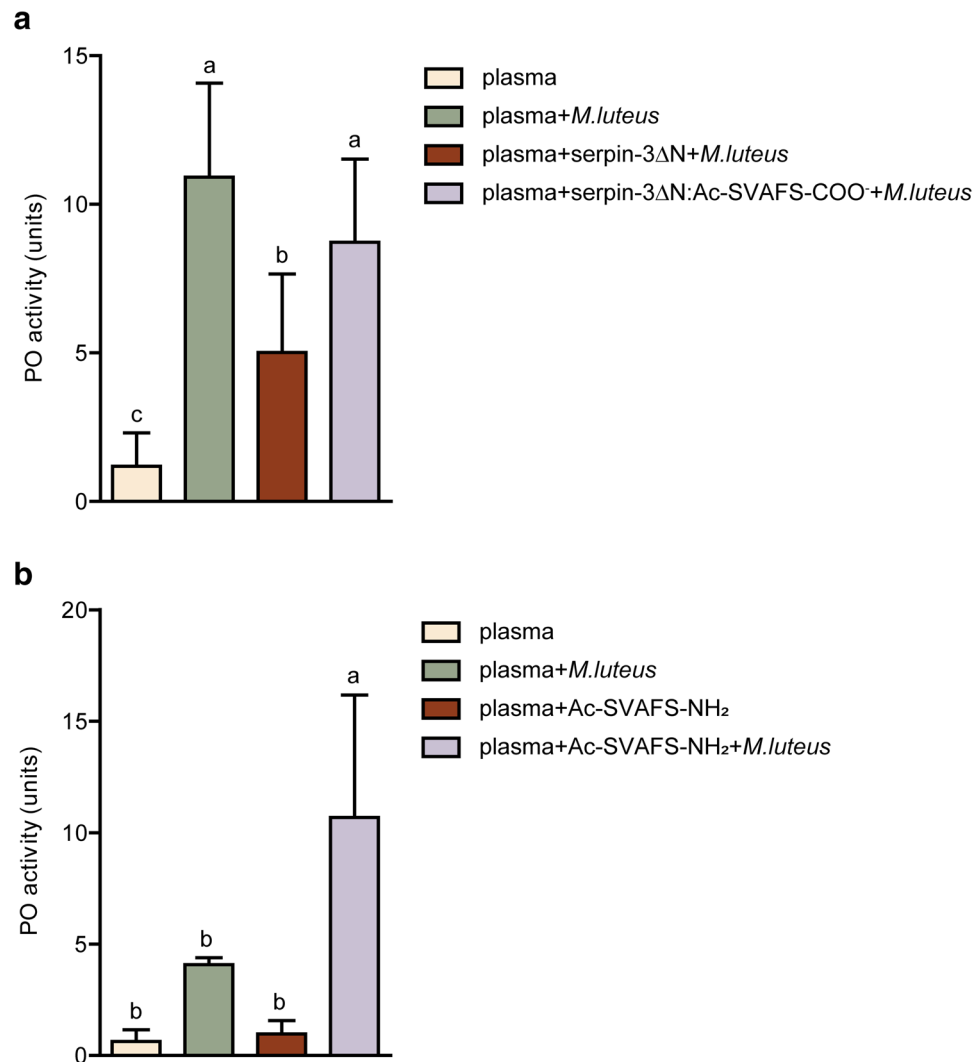 a
15
10
5
0
PO activity (units)
c
a
b
a
plasma
plasma+M.luteus
plasma+serpin-3ΔN+M.luteus
plasma+serpin-3ΔN:Ac-SVAFS-COO⁻+M.luteus
b
20
15
10
5
0
PO activity (units)
b
b
b
a
plasma
plasma+M.luteus
plasma+Ac-SVAFS-NH₂
plasma+Ac-SVAFS-NH₂+M.luteus